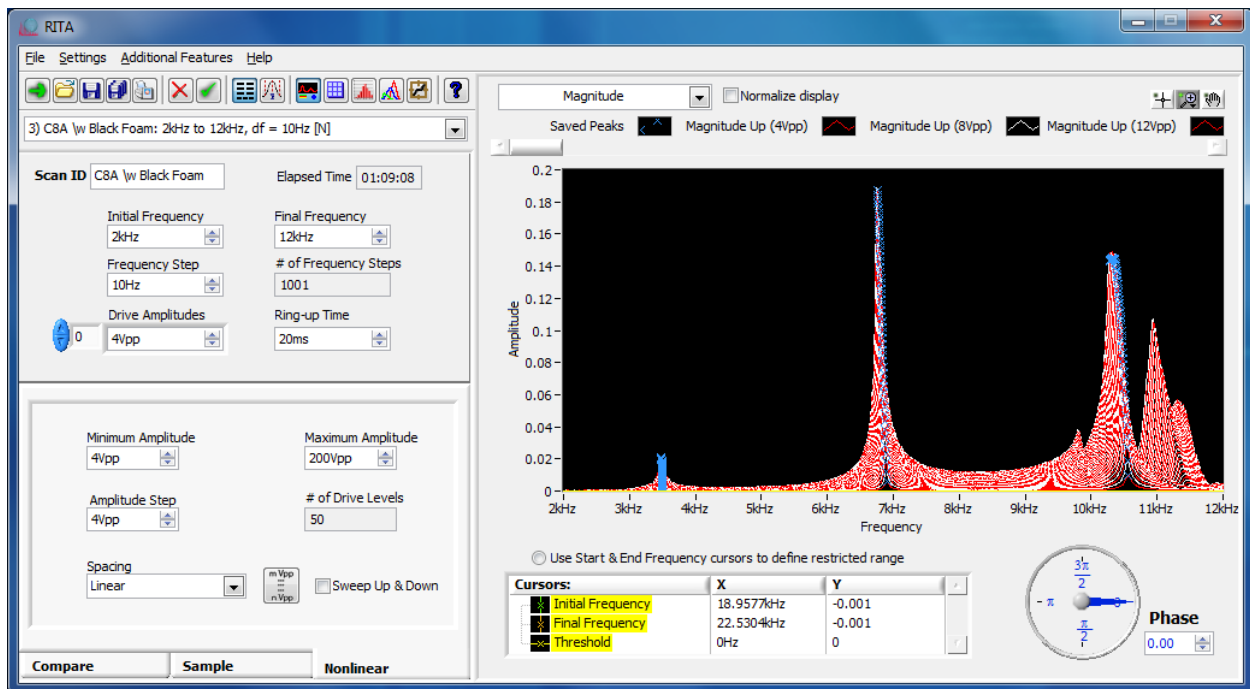 RITA
File Settings Additional Features Help
3) C8A \w Black Foam: 2kHz to 12kHz, df = 10Hz [N]
Scan ID C8A \w Black Foam Elapsed Time 01:09:08
Initial Frequency Final Frequency
2kHz 12kHz
Frequency Step # of Frequency Steps
10Hz 1001
Drive Amplitudes Ring-up Time
0 4Vpp 20ms
Minimum Amplitude Maximum Amplitude
4Vpp 200Vpp
Amplitude Step # of Drive Levels
4Vpp 50
Spacing
Linear m Vpp n Vpp Sweep Up & Down
Compare Sample Nonlinear
Magnitude Normalize display
Saved Peaks Magnitude Up (4Vpp) Magnitude Up (8Vpp) Magnitude Up (12Vpp)
Amplitude
0.2
0.18
0.16
0.14
0.12
0.1
0.08
0.06
0.04
0.02
0
2kHz 3kHz 4kHz 5kHz 6kHz 7kHz 8kHz 9kHz 10kHz 11kHz 12kHz
Frequency
Use Start & End Frequency cursors to define restricted range
Cursors: X Y
Initial Frequency 18.9577kHz -0.001
Final Frequency 22.5304kHz -0.001
Threshold 0Hz 0
3π
2
- π 0
π
2
Phase
0.00